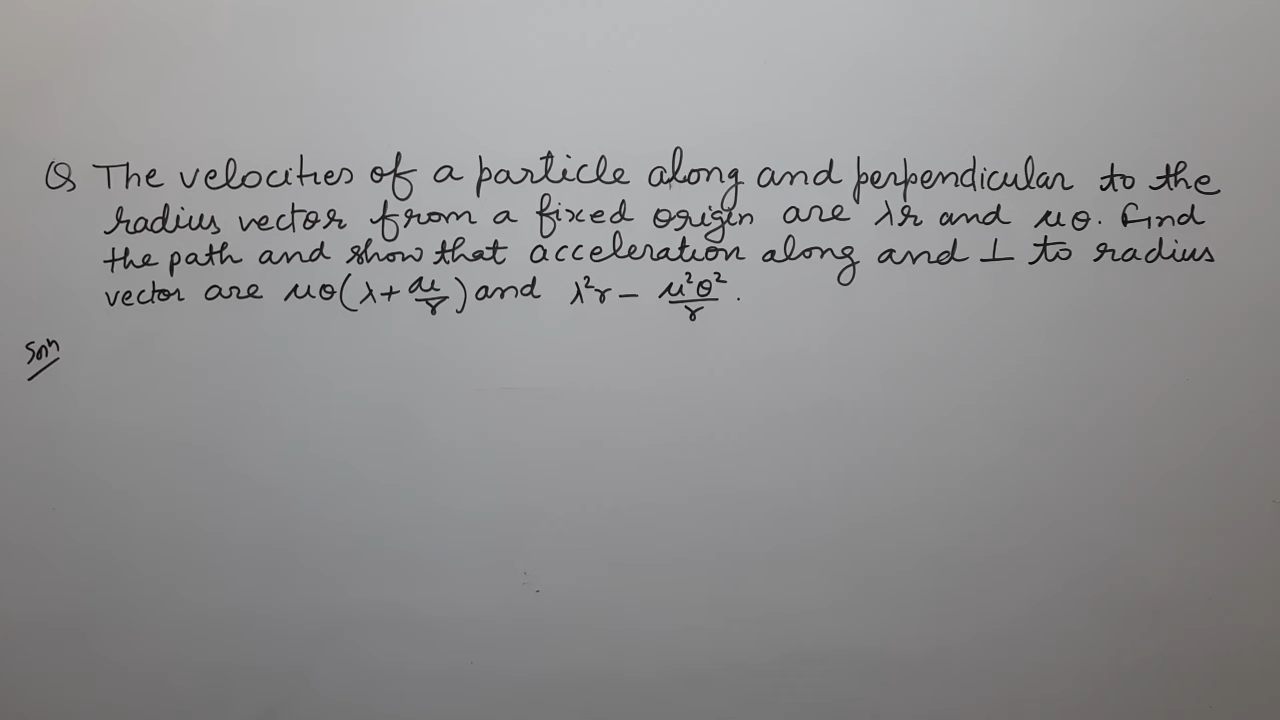 Q The velocities of a particle along and perpendicular to the
radius vector from a fixed origin are λr and μθ. Find
the path and show that acceleration along and ⊥ to radius
vector are μθ(λ+μ/r) and λ²r − μ²θ²/r.
Solⁿ